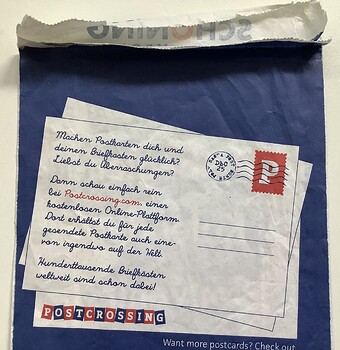 SCHÖNING
Machen Postkarten dich und
deinen Briefkasten glücklich?
Liebst du Überraschungen?
Dann schau einfach rein
bei Postcrossing.com, einer
kostenlosen Online-Plattform.
Dort erhältst du für jede
gesendete Postkarte auch eine
von irgendwo auf der Welt.
Hunderttausende Briefkästen
weltweit sind schon dabei!
P
POSTCROSSING
Want more postcards? Check out